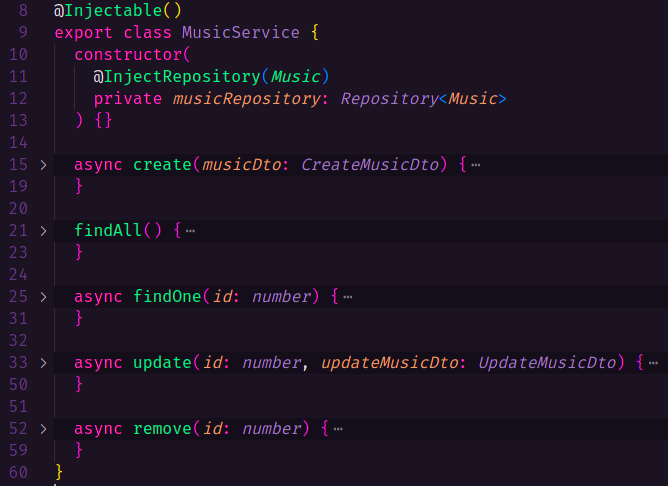 8 @Injectable()
9 export class MusicService {
10 constructor(
11 @InjectRepository(Music)
12 private musicRepository: Repository<Music>
13 ) {}
14
15 async create(musicDto: CreateMusicDto) { ⋯
19 }
20
21 findAll() { ⋯
23 }
24
25 async findOne(id: number) { ⋯
31 }
32
33 async update(id: number, updateMusicDto: UpdateMusicDto) { ⋯
50 }
51
52 async remove(id: number) { ⋯
59 }
60 }